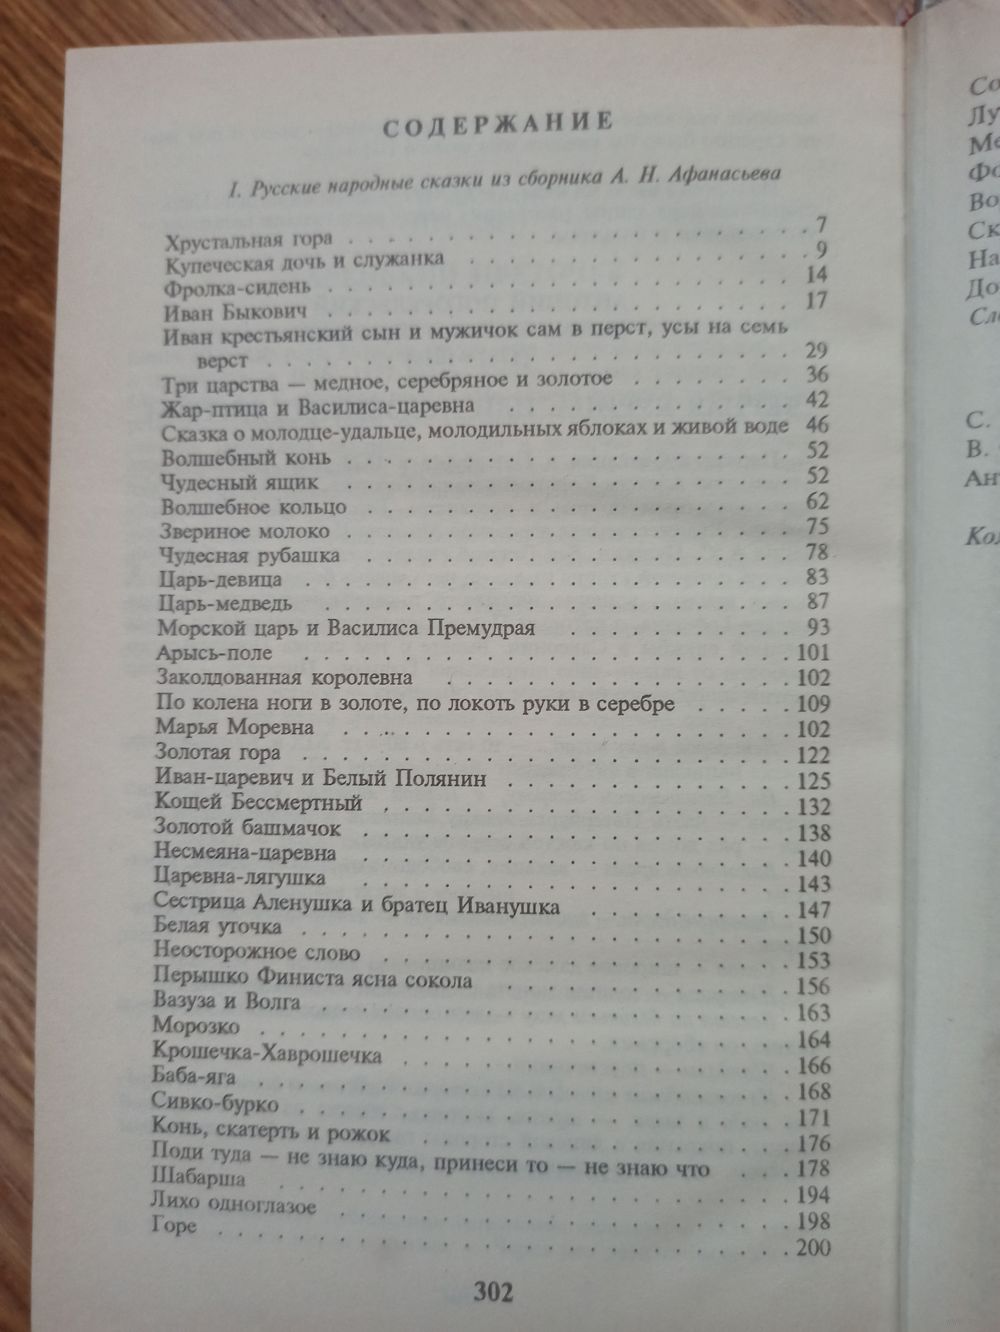 СОДЕРЖАНИЕ
I. Русские народные сказки из сборника А. Н. Афанасьева
Хрустальная гора . . . . . . . . . . . . . . . . . . 7
Купеческая дочь и служанка . . . . . . . . . . . . . 9
Фролка-сидень . . . . . . . . . . . . . . . . . . 14
Иван Быкович . . . . . . . . . . . . . . . . . . 17
Иван крестьянский сын и мужичок сам в перст, усы на семь
верст . . . . . . . . . . . . . . . . . . . . 29
Три царства — медное, серебряное и золотое . . . . . . . 36
Жар-птица и Василиса-царевна . . . . . . . . . . . . 42
Сказка о молодце-удальце, молодильных яблоках и живой воде 46
Волшебный конь . . . . . . . . . . . . . . . . . 52
Чудесный ящик . . . . . . . . . . . . . . . . . 52
Волшебное кольцо . . . . . . . . . . . . . . . . 62
Звериное молоко . . . . . . . . . . . . . . . . . 75
Чудесная рубашка . . . . . . . . . . . . . . . . 78
Царь-девица . . . . . . . . . . . . . . . . . . . 83
Царь-медведь . . . . . . . . . . . . . . . . . . 87
Морской царь и Василиса Премудрая . . . . . . . . . 93
Арысь-поле . . . . . . . . . . . . . . . . . . . 101
Заколдованная королевна . . . . . . . . . . . . . 102
По колена ноги в золоте, по локоть руки в серебре . . . . . 109
Марья Моревна . . . . . . . . . . . . . . . . . 102
Золотая гора . . . . . . . . . . . . . . . . . . . 122
Иван-царевич и Белый Полянин . . . . . . . . . . . 125
Кощей Бессмертный . . . . . . . . . . . . . . . . 132
Золотой башмачок . . . . . . . . . . . . . . . . 138
Несмеяна-царевна . . . . . . . . . . . . . . . . 140
Царевна-лягушка . . . . . . . . . . . . . . . . 143
Сестрица Аленушка и братец Иванушка . . . . . . . . 147
Белая уточка . . . . . . . . . . . . . . . . . . . 150
Неосторожное слово . . . . . . . . . . . . . . . . 153
Перышко Финиста ясна сокола . . . . . . . . . . . 156
Вазуза и Волга . . . . . . . . . . . . . . . . . . 163
Морозко . . . . . . . . . . . . . . . . . . . . . 164
Крошечка-Хаврошечка . . . . . . . . . . . . . . . 166
Баба-яга . . . . . . . . . . . . . . . . . . . . . 168
Сивко-бурко . . . . . . . . . . . . . . . . . . . 171
Конь, скатерть и рожок . . . . . . . . . . . . . . 176
Поди туда — не знаю куда, принеси то — не знаю что . . . 178
Шабарша . . . . . . . . . . . . . . . . . . . . 194
Лихо одноглазое . . . . . . . . . . . . . . . . . 198
Горе . . . . . . . . . . . . . . . . . . . . . . 200
302
С.
В.